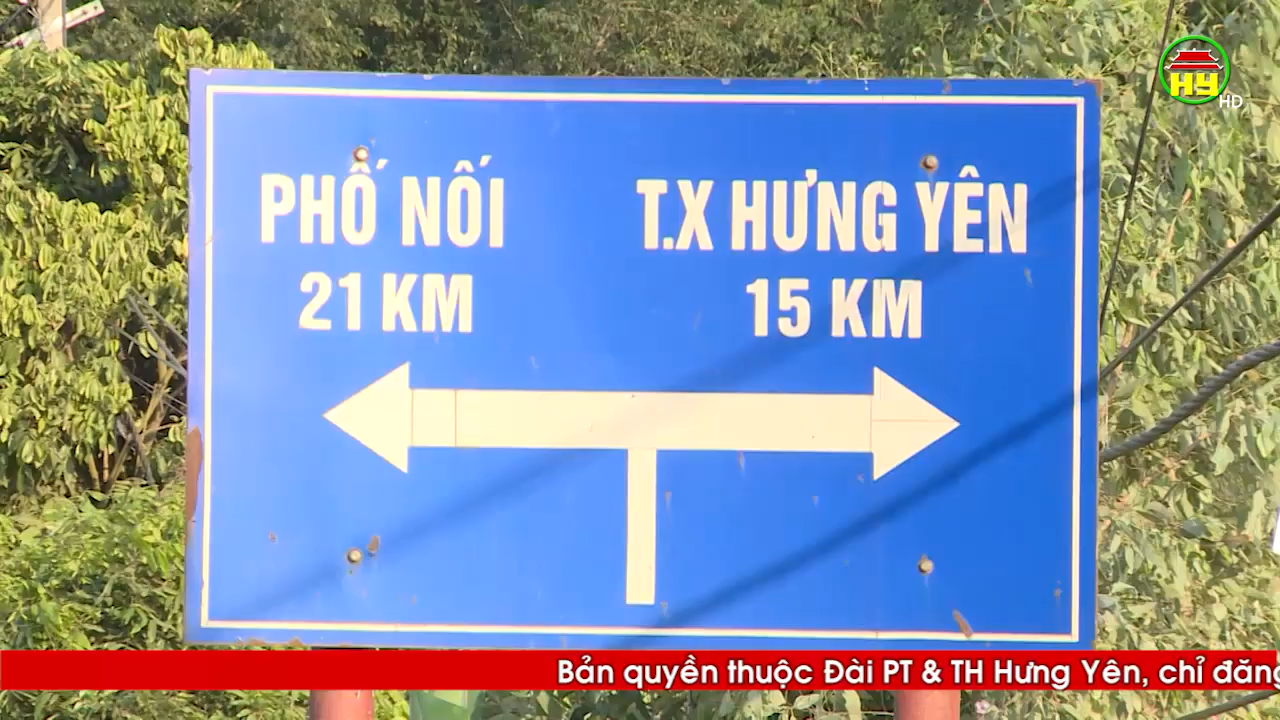 HY
HD
PHỐ NỐI
21 KM
T.X HƯNG YÊN
15 KM
Bản quyền thuộc Đài PT & TH Hưng Yên, chỉ đăng